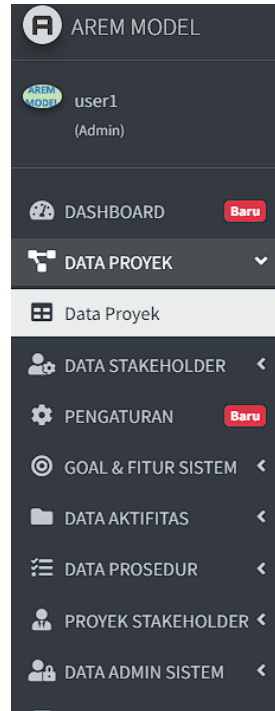 AREM MODEL
AREM
MODEL
user1
(Admin)
DASHBOARD Baru
DATA PROYEK
Data Proyek
DATA STAKEHOLDER
PENGATURAN Baru
GOAL & FITUR SISTEM
DATA AKTIFITAS
DATA PROSEDUR
PROYEK STAKEHOLDER
DATA ADMIN SISTEM